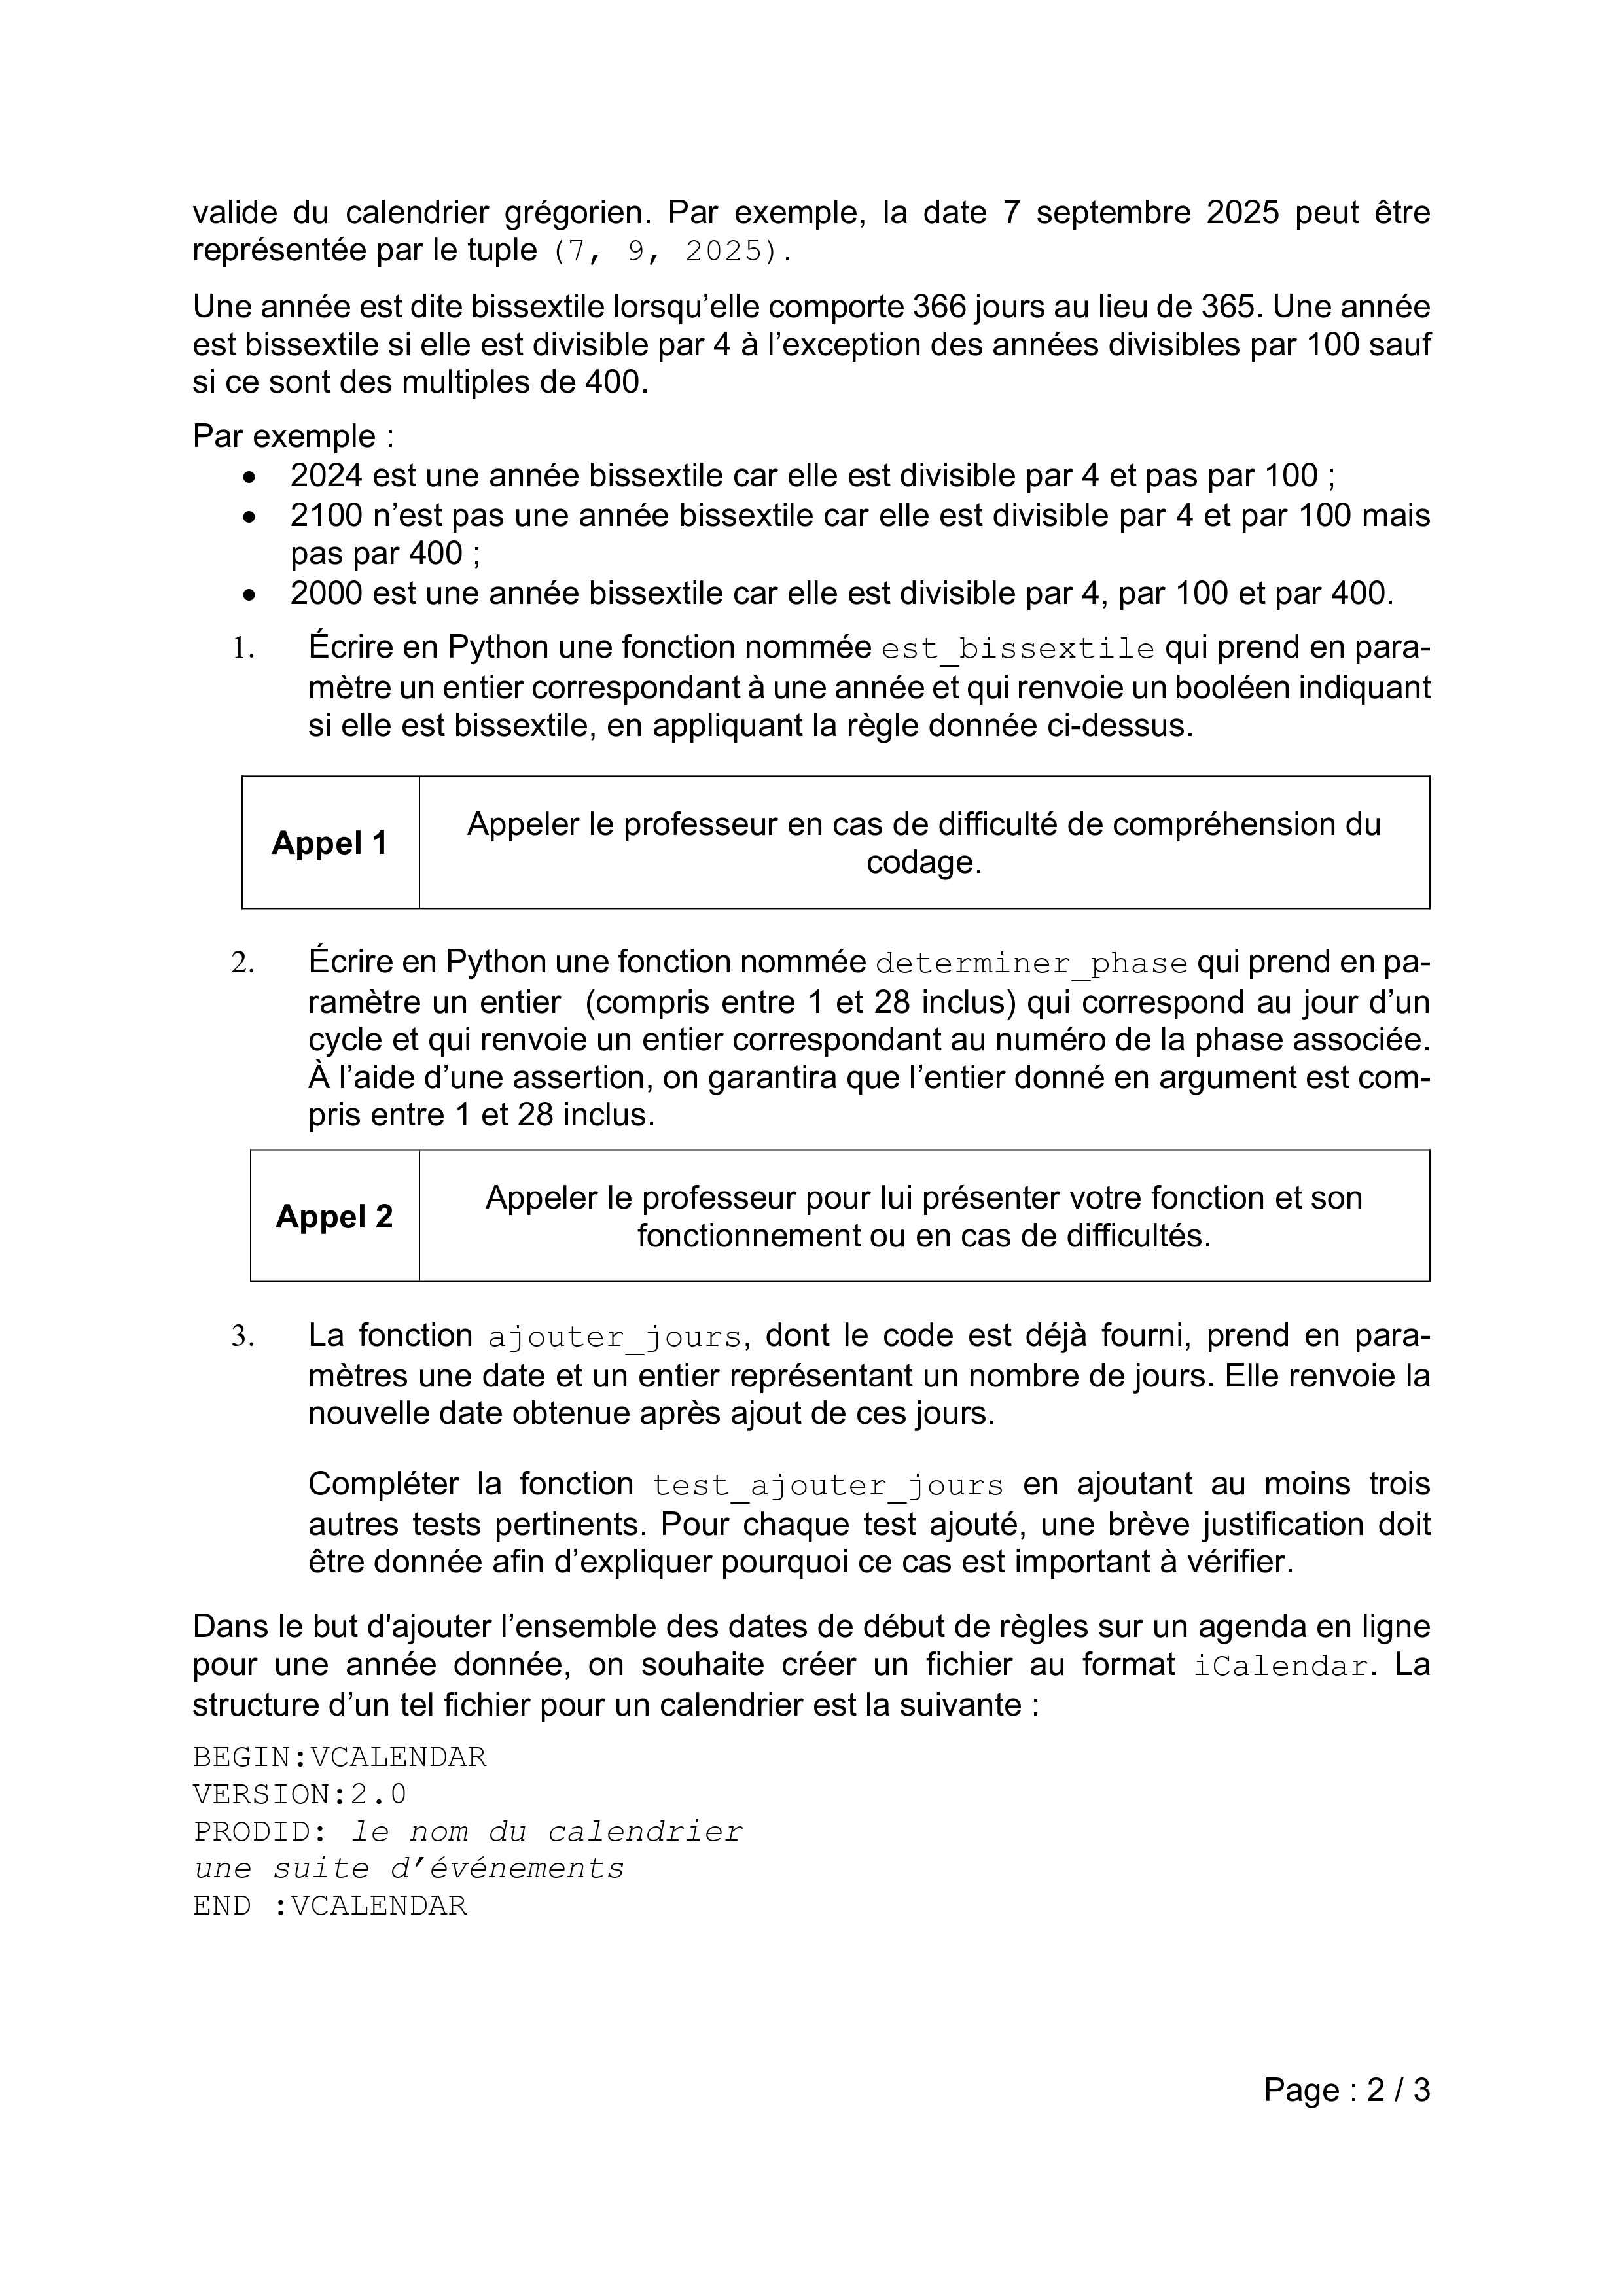 valide du calendrier grégorien. Par exemple, la date 7 septembre 2025 peut être
représentée par le tuple (7, 9, 2025).
Une année est dite bissextile lorsqu’elle comporte 366 jours au lieu de 365. Une année
est bissextile si elle est divisible par 4 à l’exception des années divisibles par 100 sauf
si ce sont des multiples de 400.
Par exemple :
• 2024 est une année bissextile car elle est divisible par 4 et pas par 100 ;
• 2100 n’est pas une année bissextile car elle est divisible par 4 et par 100 mais
pas par 400 ;
• 2000 est une année bissextile car elle est divisible par 4, par 100 et par 400.
1. Écrire en Python une fonction nommée est_bissextile qui prend en para-
mètre un entier correspondant à une année et qui renvoie un booléen indiquant
si elle est bissextile, en appliquant la règle donnée ci-dessus.
Appel 1
Appeler le professeur en cas de difficulté de compréhension du
codage.
2. Écrire en Python une fonction nommée determiner_phase qui prend en pa-
ramètre un entier (compris entre 1 et 28 inclus) qui correspond au jour d’un
cycle et qui renvoie un entier correspondant au numéro de la phase associée.
À l’aide d’une assertion, on garantira que l’entier donné en argument est com-
pris entre 1 et 28 inclus.
Appel 2
Appeler le professeur pour lui présenter votre fonction et son
fonctionnement ou en cas de difficultés.
3. La fonction ajouter_jours, dont le code est déjà fourni, prend en para-
mètres une date et un entier représentant un nombre de jours. Elle renvoie la
nouvelle date obtenue après ajout de ces jours.
Compléter la fonction test_ajouter_jours en ajoutant au moins trois
autres tests pertinents. Pour chaque test ajouté, une brève justification doit
être donnée afin d’expliquer pourquoi ce cas est important à vérifier.
Dans le but d'ajouter l’ensemble des dates de début de règles sur un agenda en ligne
pour une année donnée, on souhaite créer un fichier au format iCalendar. La
structure d’un tel fichier pour un calendrier est la suivante :
BEGIN:VCALENDAR
VERSION:2.0
PRODID: le nom du calendrier
une suite d’événements
END :VCALENDAR
Page : 2 / 3